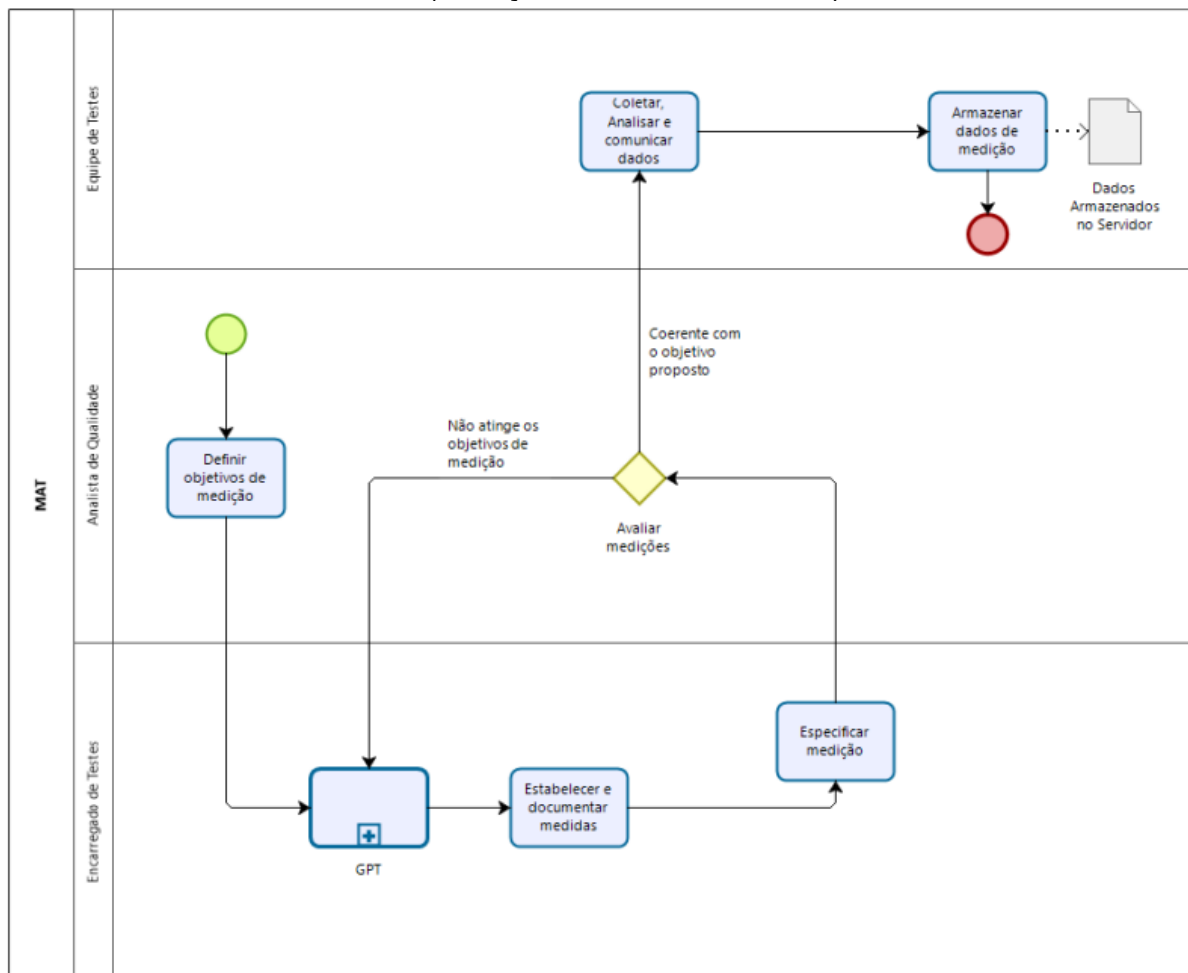 MAT
Equipe de Testes
Coletar,
Analisar e
comunicar
dados
Armazenar
dados de
medição
Dados
Armazenados
no Servidor
Analista de Qualidade
Definir
objetivos de
medição
Não atinge os
objetivos de
medição
Coerente com
o objetivo
proposto
Avaliar
medições
Encarregado de Testes
GPT
Estabelecer e
documentar
medidas
Especificar
medição